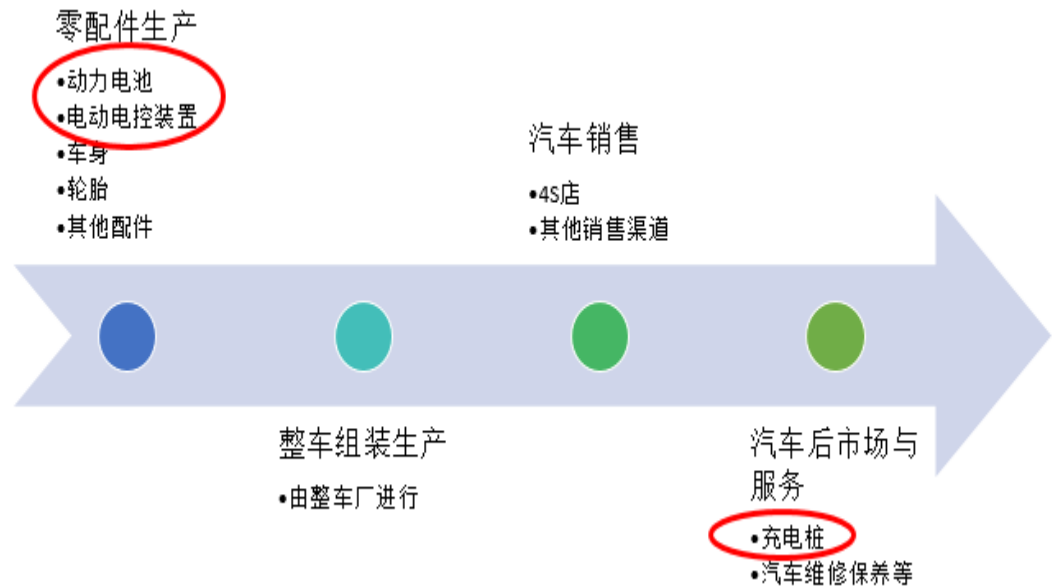 零配件生产
•动力电池
•电动电控装置
•车身
•轮胎
•其他配件
整车组装生产
•由整车厂进行
汽车销售
•4S店
•其他销售渠道
汽车后市场与
服务
•充电桩
•汽车维修保养等